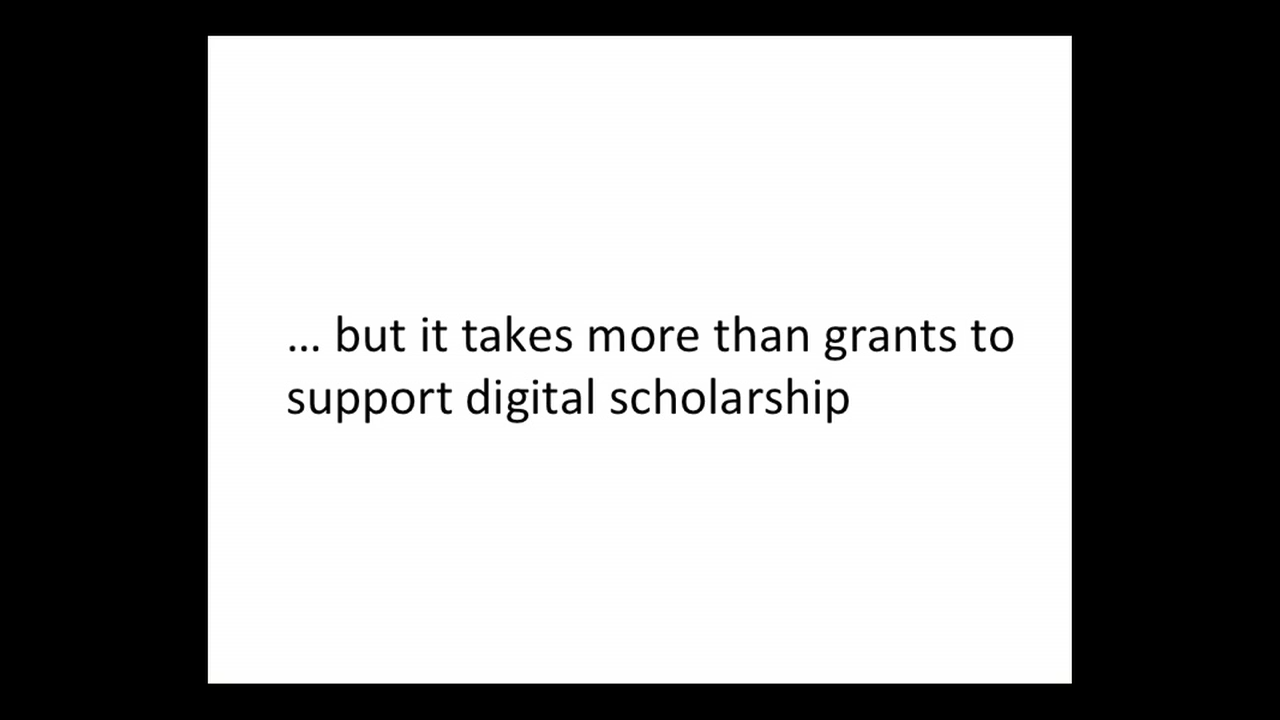 ... but it takes more than grants to
support digital scholarship